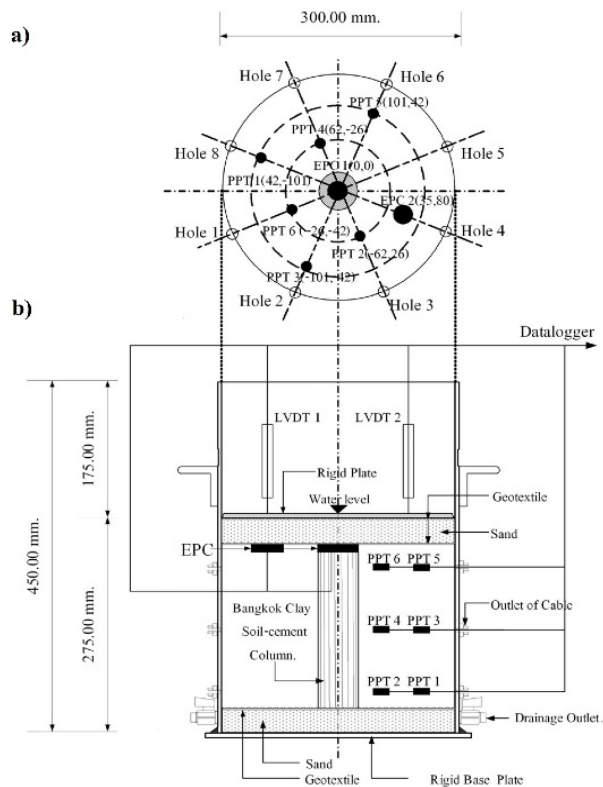 300.00 mm.
a)
Hole 7
Hole 6
PPT 5(101,42)
PPT 4(62,-26)
Hole 8
EPC 1(0,0)
Hole 5
PPT 1(42,-101)
EPC 2(35,80)
Hole 1
Hole 4
PPT 6 (-26,-42)
PPT 2(-62,26)
PPT 3(-101,-42)
Hole 2
Hole 3
b)
Datalogger
LVDT 1
LVDT 2
175.00 mm.
Rigid Plate
Water level
Geotextile
Sand
EPC
PPT 6 PPT 5
450.00 mm.
275.00 mm.
Bangkok Clay
Soil-cement
Column.
PPT 4 PPT 3
Outlet of Cable
PPT 2 PPT 1
Drainage Outlet.
Sand
Geotextile
Rigid Base Plate